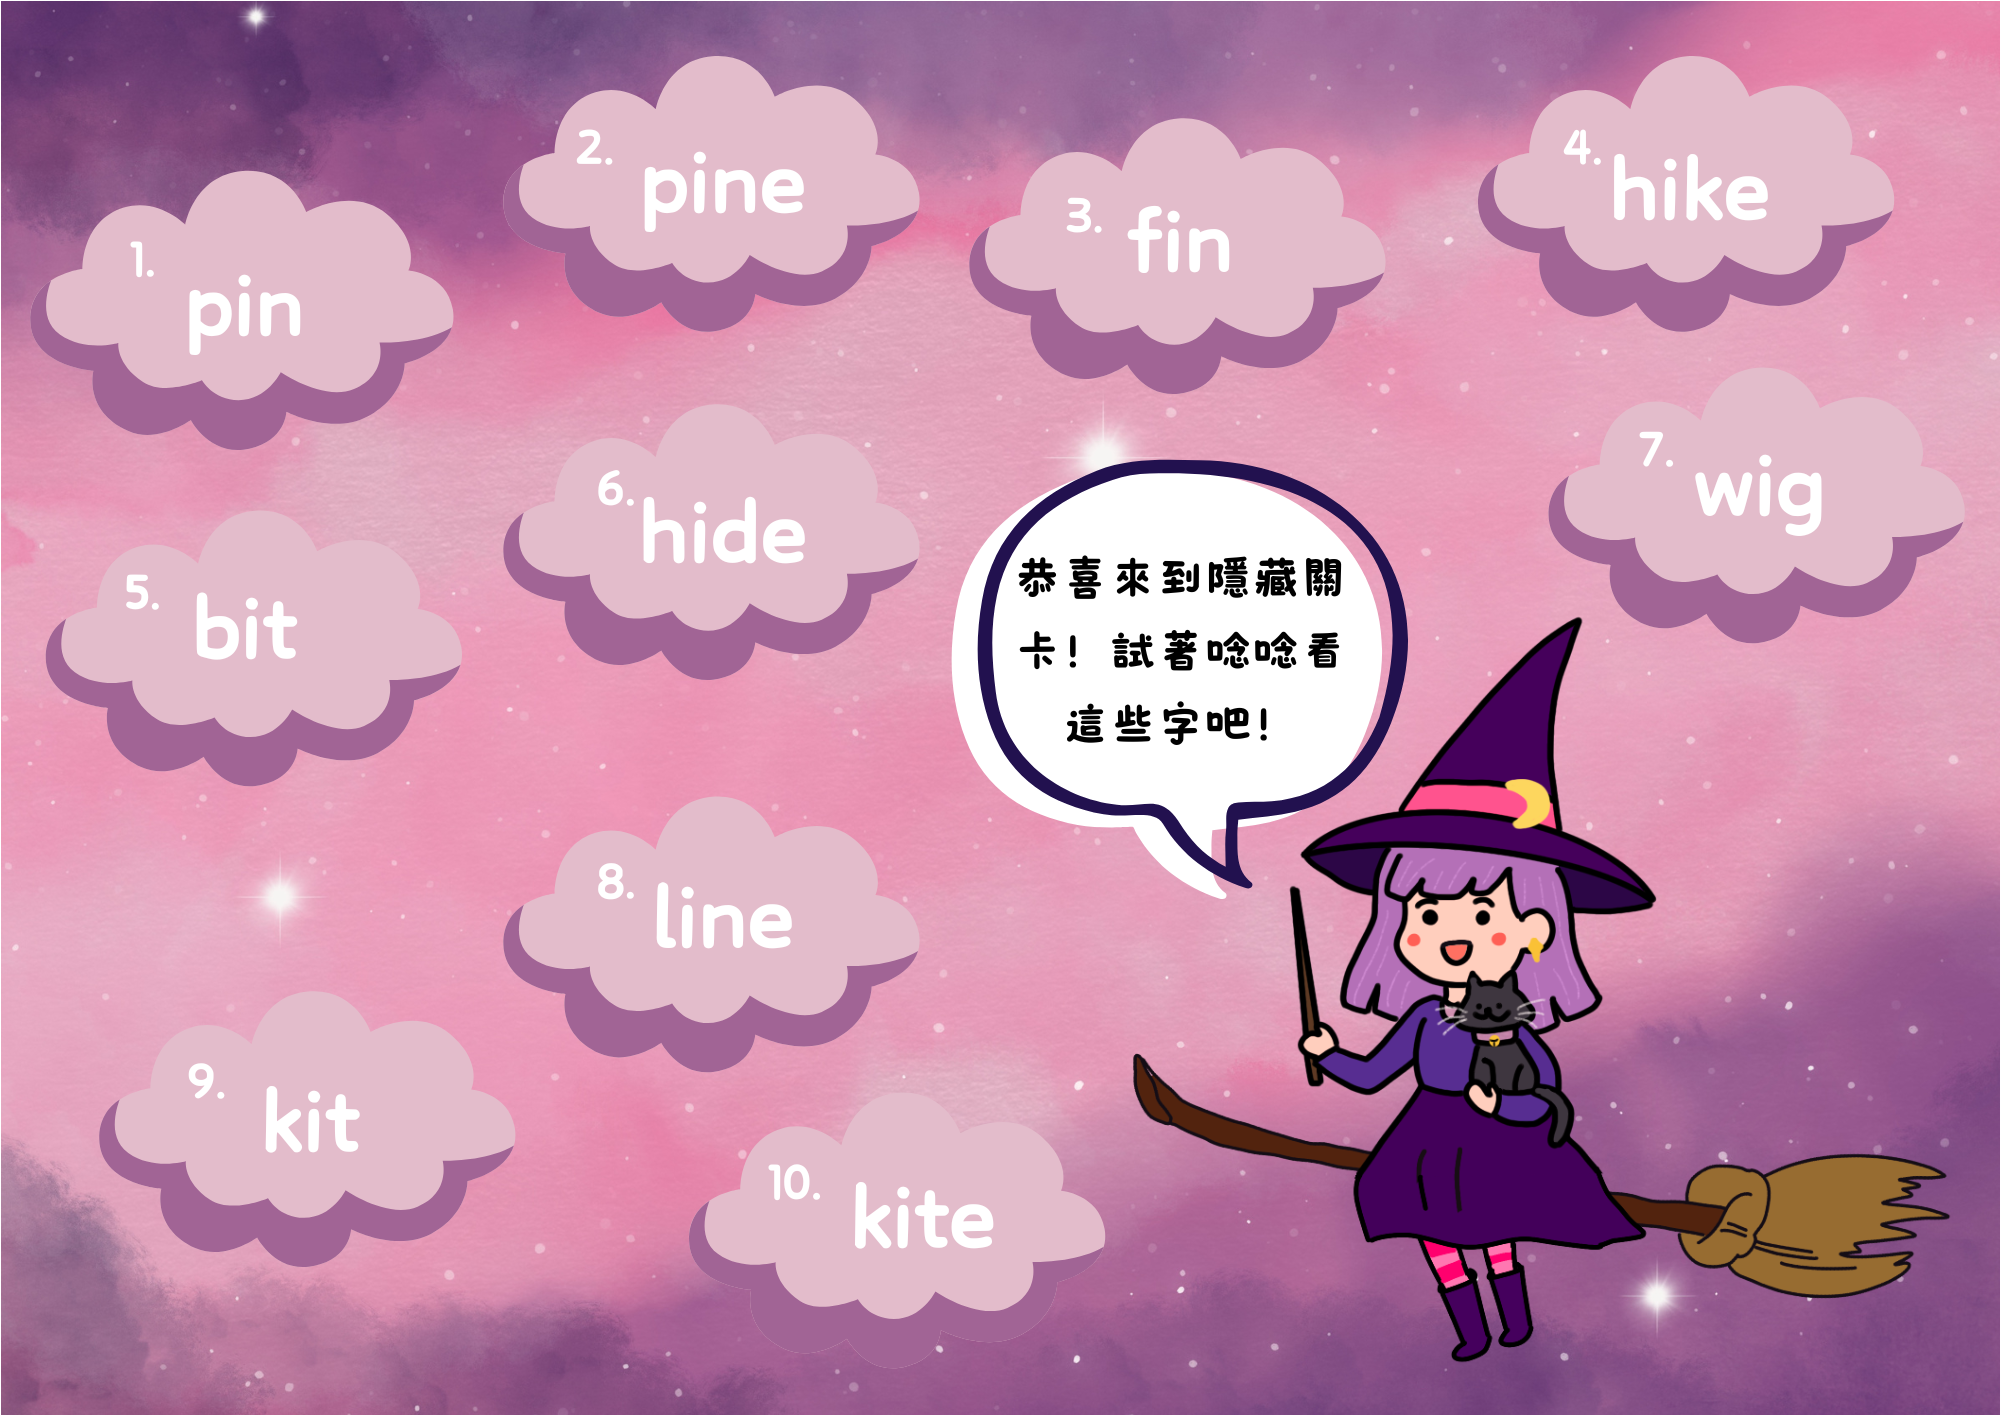 1. pin
2. pine
3. fin
4. hike
5. bit
6. hide
7. wig
恭喜來到隱藏關
卡！試著唸唸看
這些字吧！
8. line
9. kit
10. kite